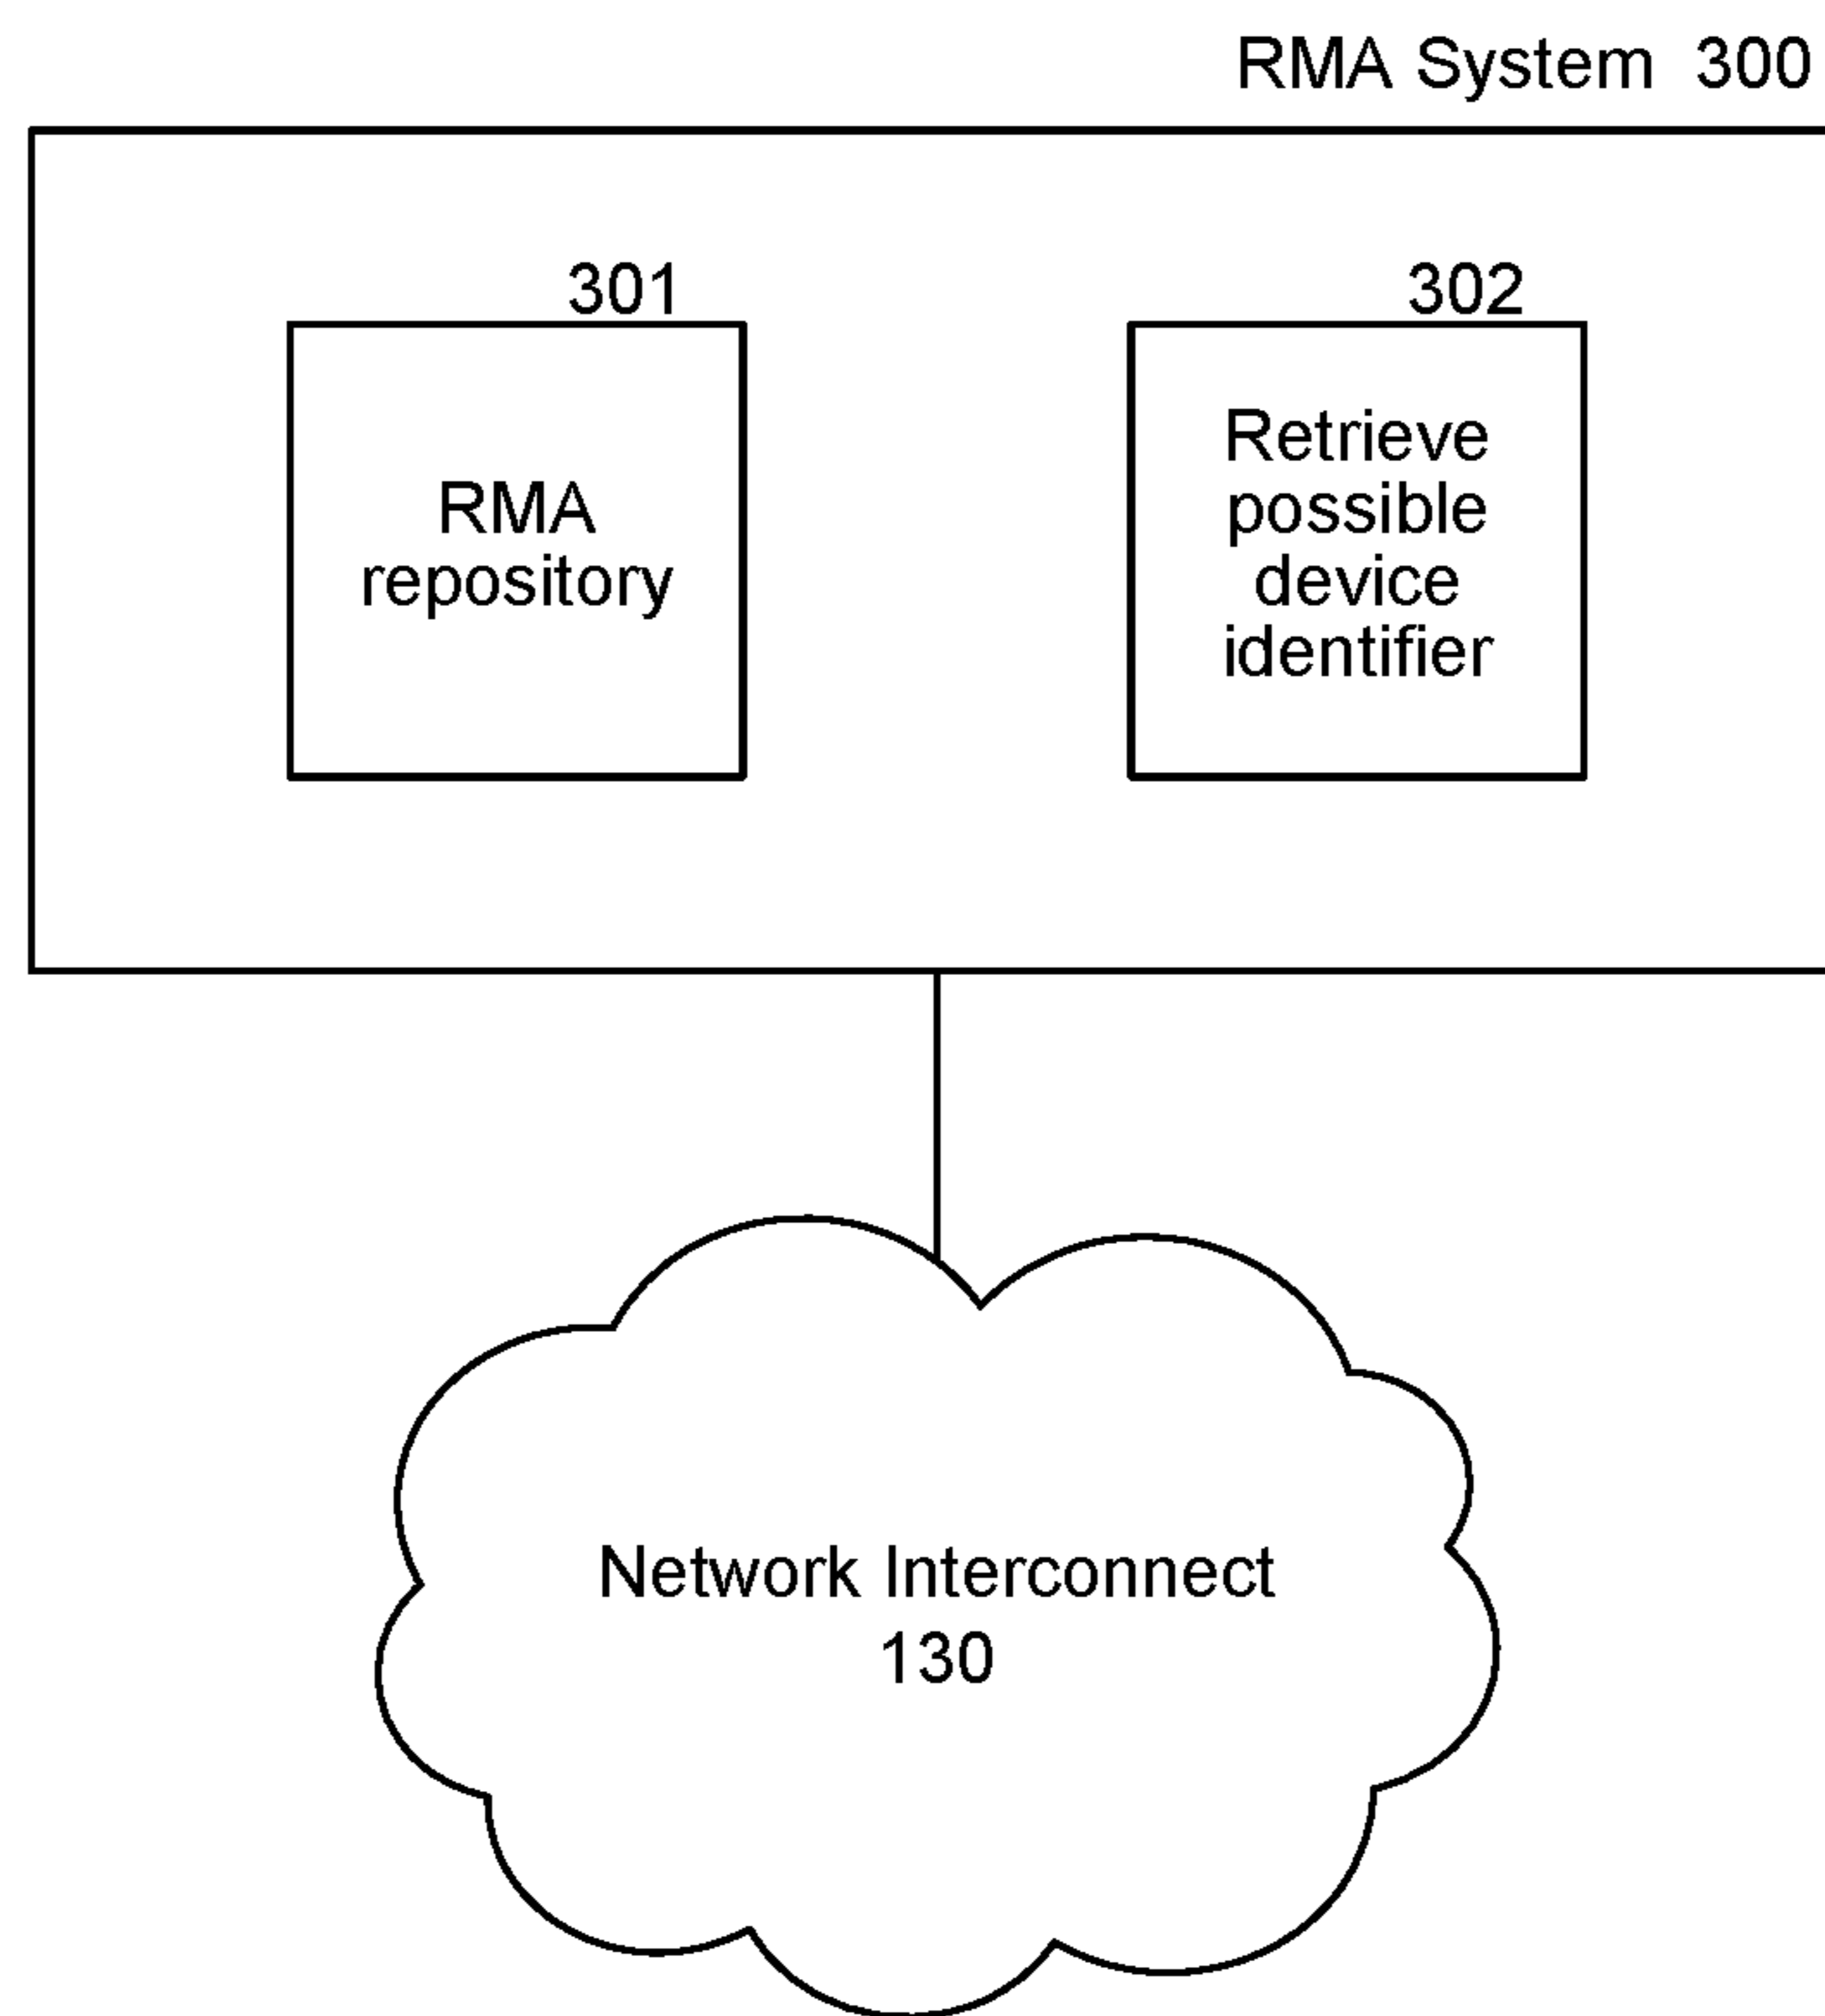 RMA System 300
301
302
RMA
repository
Retrieve
possible
device
identifier
Network Interconnect
130